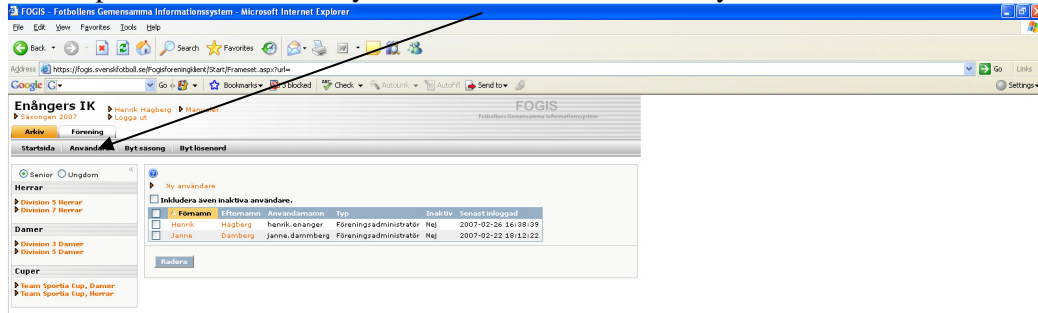 FOGIS - Fotbollens Gemensamma Informationssystem - Microsoft Internet Explorer
File Edit View Favorites Tools Help
Back Search Favorites
Address https://fogis.svenskfotboll.se/Fogisforeningklient/Start/Frameset.aspx?url= Go Links
Google G Go Bookmarks blocked Check AutoLink AutoFill Send to Settings
Enångers IK Henrik Hagberg Manualer FOGIS
Säsongen 2007 Logga ut Fotbollens Gemensamma Informationssystem
Arkiv Förening
Startsida Användare Byt säsong Byt lösenord
Senior Ungdom
Herrar
Division 5 Herrar
Division 7 Herrar
Damer
Division 3 Damer
Division 5 Damer
Cuper
Team Sportia Cup, Damer
Team Sportia Cup, Herrar
Ny användare
Inkludera även inaktiva användare.
Förnamn Efternamn Användarnamn Typ Inaktiv Senast inloggad
Henrik Hagberg henrik.enanger Föreningsadministratör Nej 2007-02-26 16:38:39
Janne Damberg janne.dammberg Föreningsadministratör Nej 2007-02-22 18:12:22
Radera